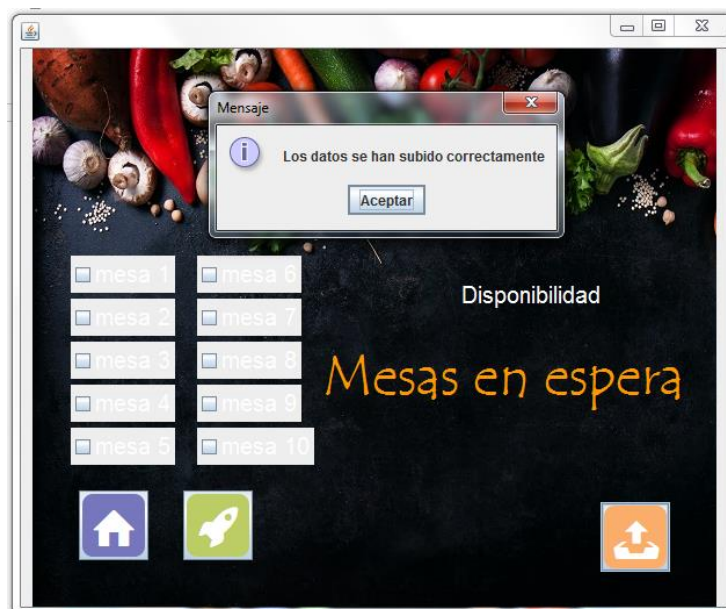 Mensaje
Los datos se han subido correctamente
Aceptar
mesa 1
mesa 6
mesa 2
mesa 7
mesa 3
mesa 8
mesa 4
mesa 9
mesa 5
mesa 10
Disponibilidad
Mesas en espera